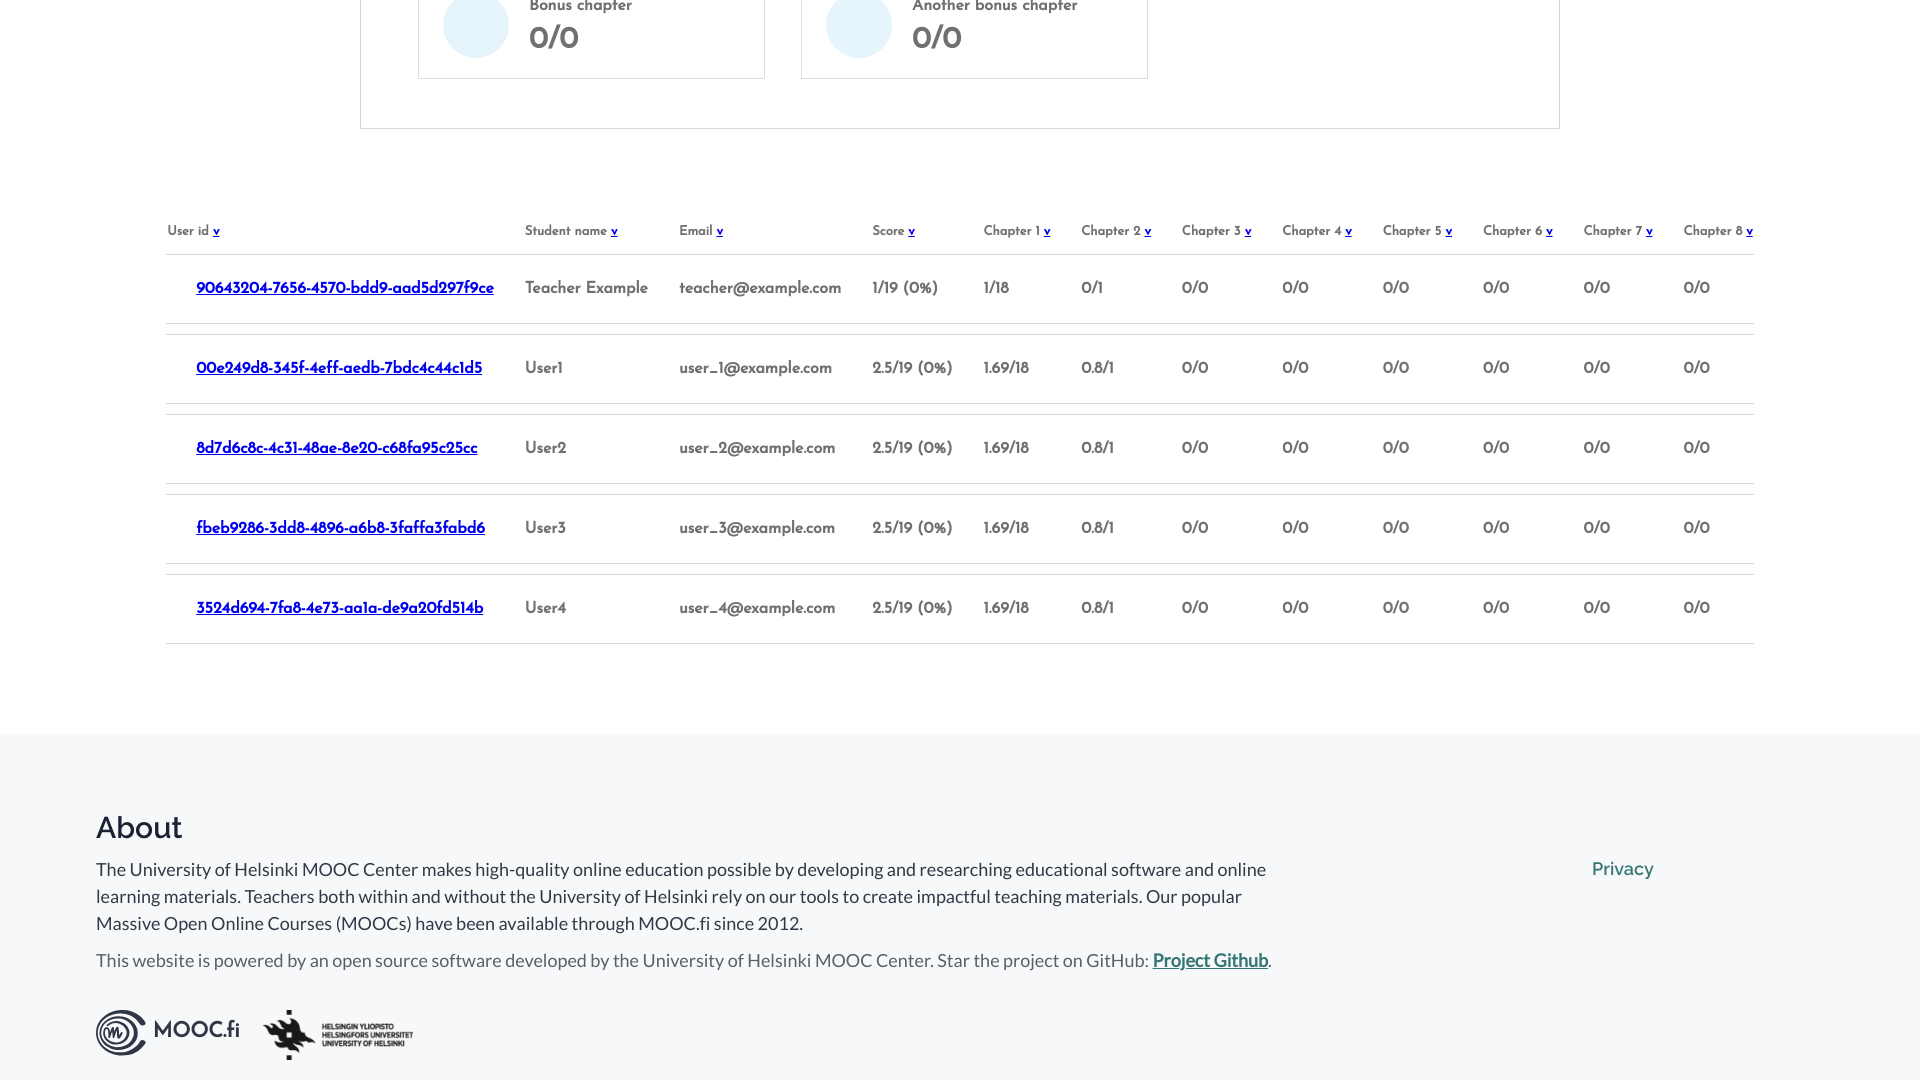 Bonus chapter
0/0
Another bonus chapter
0/0
User id v Student name v Email v Score v Chapter 1 v Chapter 2 v Chapter 3 v Chapter 4 v Chapter 5 v Chapter 6 v Chapter 7 v Chapter 8 v
90643204-7656-4570-bdd9-aad5d297f9ce Teacher Example teacher@example.com 1/19 (0%) 1/18 0/1 0/0 0/0 0/0 0/0 0/0 0/0
00e249d8-345f-4eff-aedb-7bdc4c44c1d5 User1 user_1@example.com 2.5/19 (0%) 1.69/18 0.8/1 0/0 0/0 0/0 0/0 0/0 0/0
8d7d6c8c-4c31-48ae-8e20-c68fa95c25cc User2 user_2@example.com 2.5/19 (0%) 1.69/18 0.8/1 0/0 0/0 0/0 0/0 0/0 0/0
fbeb9286-3dd8-4896-a6b8-3faffa3fabd6 User3 user_3@example.com 2.5/19 (0%) 1.69/18 0.8/1 0/0 0/0 0/0 0/0 0/0 0/0
3524d694-7fa8-4e73-aa1a-de9a20fd514b User4 user_4@example.com 2.5/19 (0%) 1.69/18 0.8/1 0/0 0/0 0/0 0/0 0/0 0/0
About
The University of Helsinki MOOC Center makes high-quality online education possible by developing and researching educational software and online
learning materials. Teachers both within and without the University of Helsinki rely on our tools to create impactful teaching materials. Our popular
Massive Open Online Courses (MOOCs) have been available through MOOC.fi since 2012.
This website is powered by an open source software developed by the University of Helsinki MOOC Center. Star the project on GitHub: Project Github.
Privacy
MOOC.fi
HELSINGIN YLIOPISTO
HELSINGFORS UNIVERSITET
UNIVERSITY OF HELSINKI